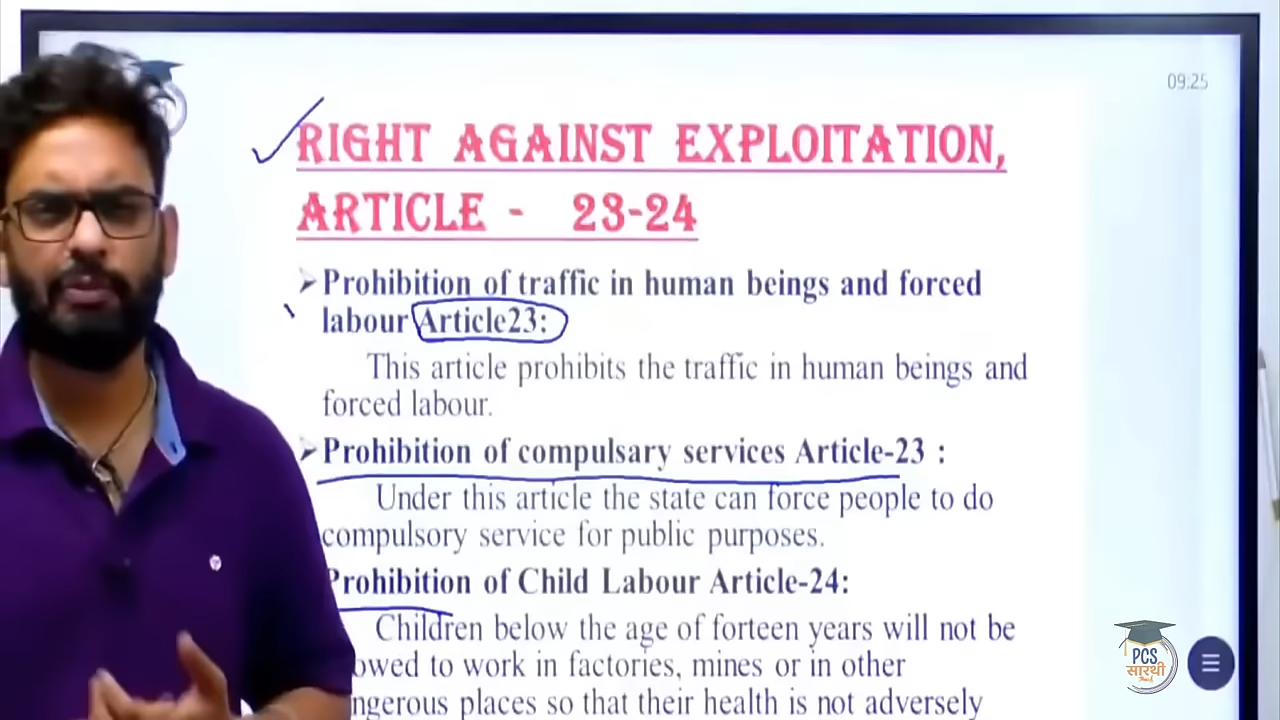 09:25
RIGHT AGAINST EXPLOITATION,
ARTICLE - 23-24
Prohibition of traffic in human beings and forced
labour Article23:
This article prohibits the traffic in human beings and
forced labour.
Prohibition of compulsary services Article-23 :
Under this article the state can force people to do
compulsory service for public purposes.
Prohibition of Child Labour Article-24:
Children below the age of forteen years will not be
owed to work in factories, mines or in other
ngerous places so that their health is not adversely
PCS
सारथी